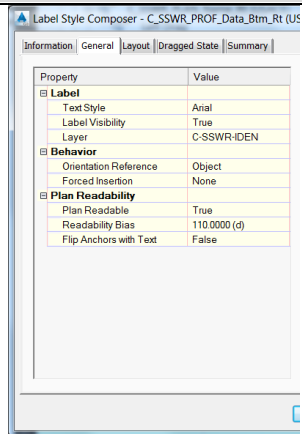 Label Style Composer - C_SSWR_PROF_Data_Btm_Rt (US
Information General Layout Dragged State Summary
Property Value
Label
Text Style Arial
Label Visibility True
Layer C-SSWR-IDEN
Behavior
Orientation Reference Object
Forced Insertion None
Plan Readability
Plan Readable True
Readability Bias 110.0000 (d)
Flip Anchors with Text False